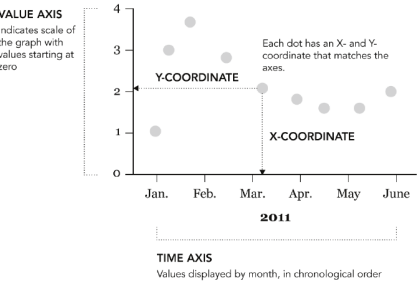 VALUE AXIS
Indicates scale of
the graph with
values starting at
zero
4
3
2
1
0
Each dot has an X- and Y-
coordinate that matches the
axes.
Y-COORDINATE
X-COORDINATE
Jan. Feb. Mar. Apr. May June
2011
TIME AXIS
Values displayed by month, in chronological order